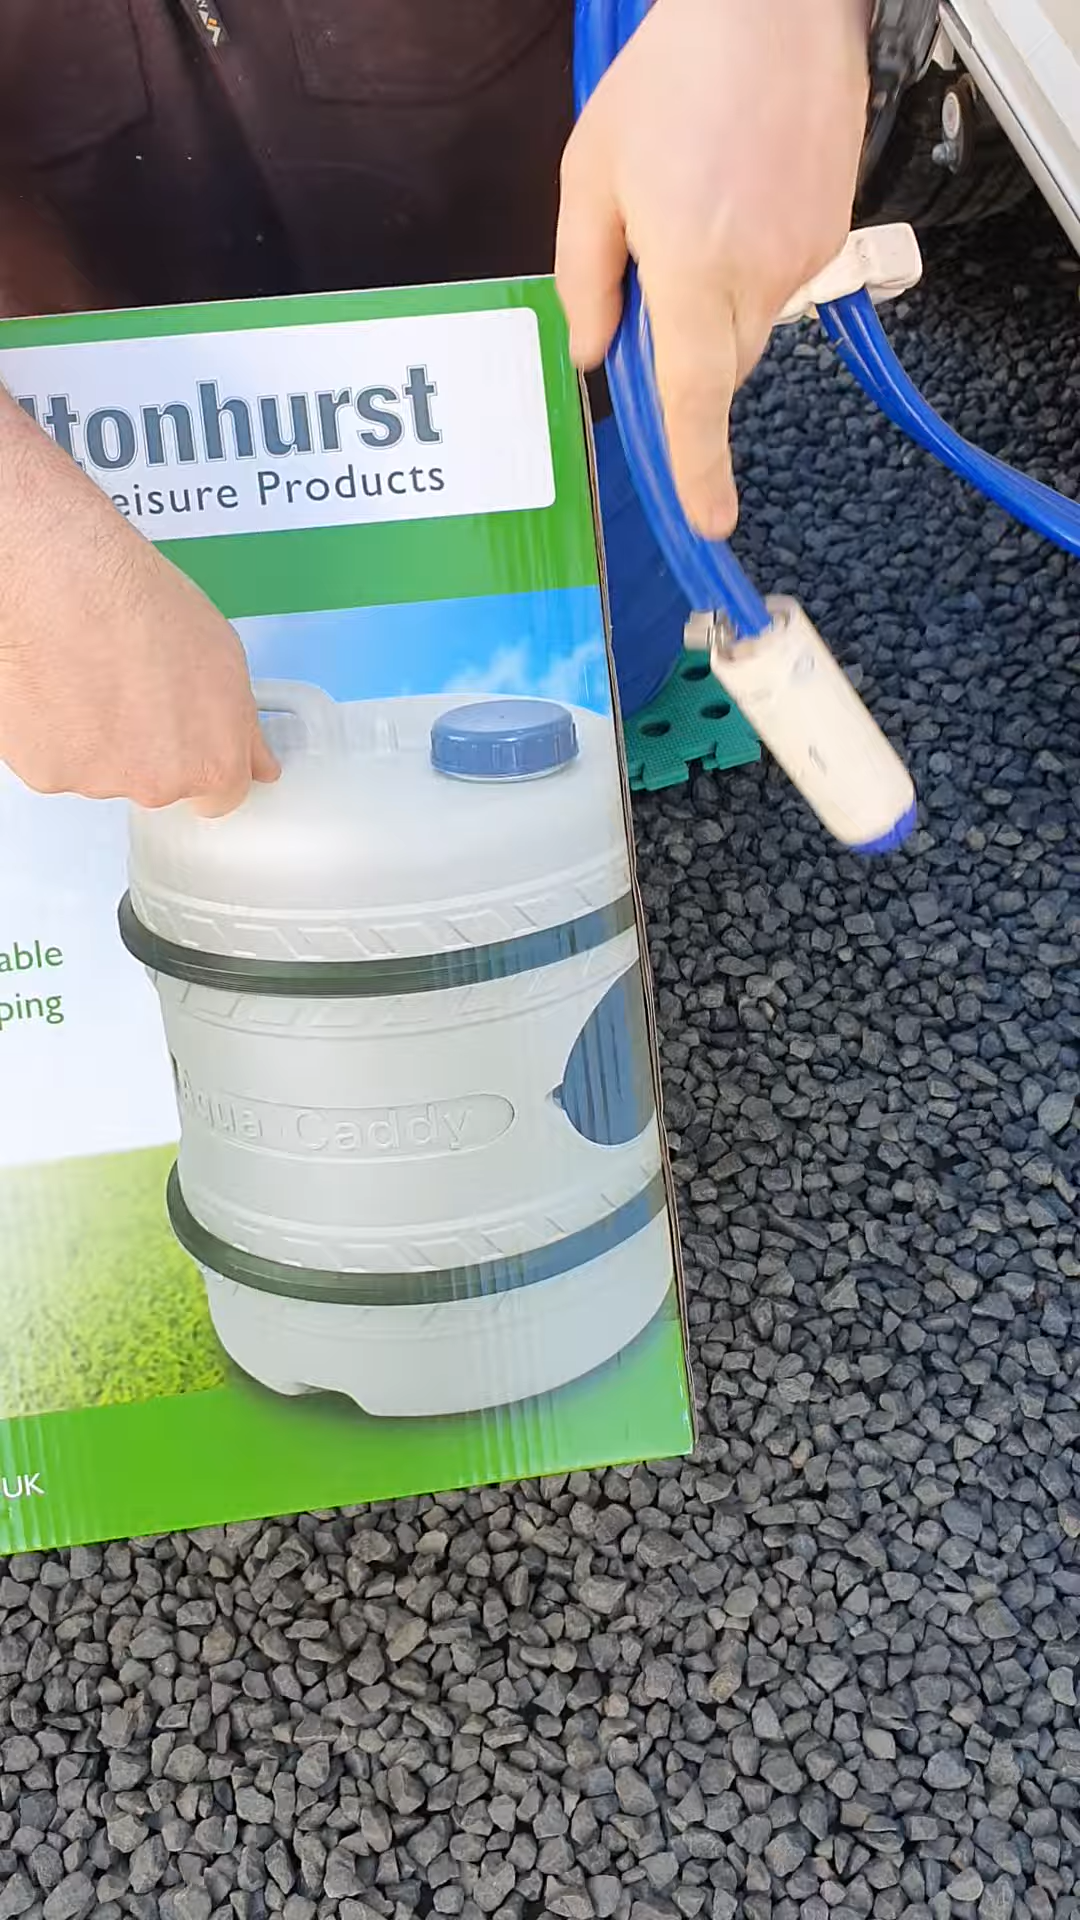 ltonhurst
eisure Products
able
ping
Aqua Caddy
UK